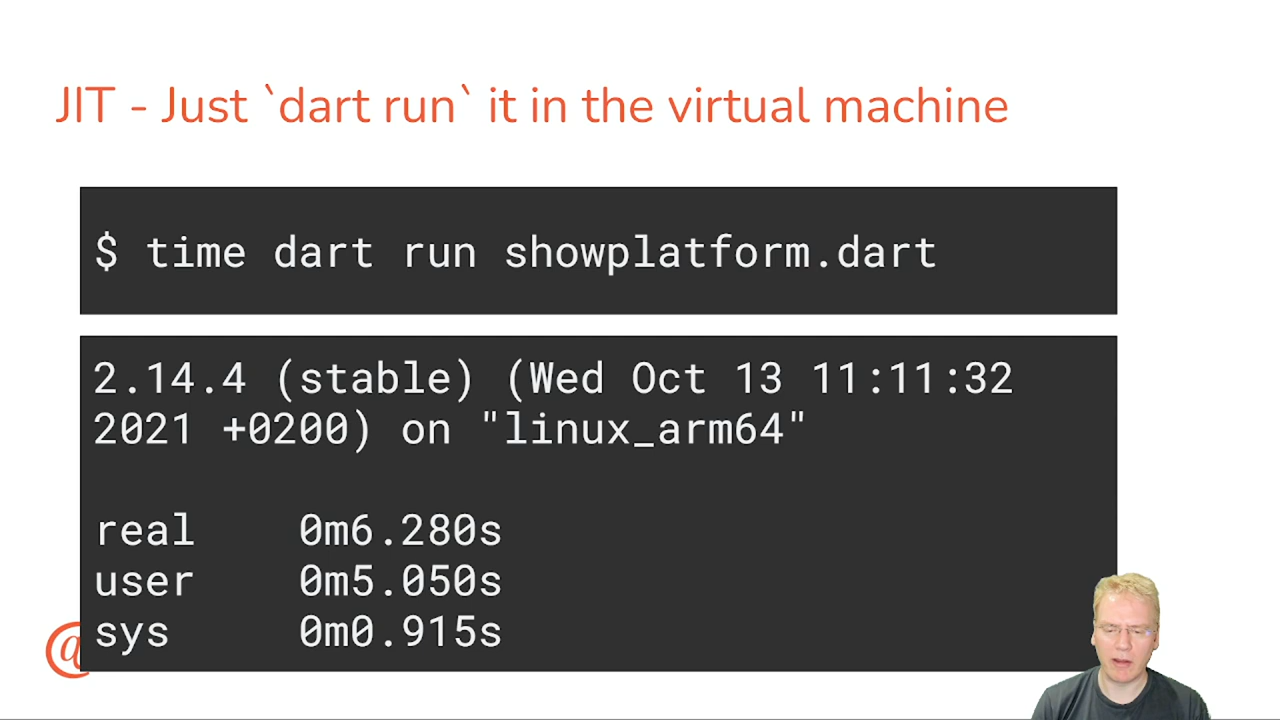 JIT - Just `dart run` it in the virtual machine
$ time dart run showplatform.dart
2.14.4 (stable) (Wed Oct 13 11:11:32
2021 +0200) on "linux_arm64"
real    0m6.280s
user    0m5.050s
sys     0m0.915s
@